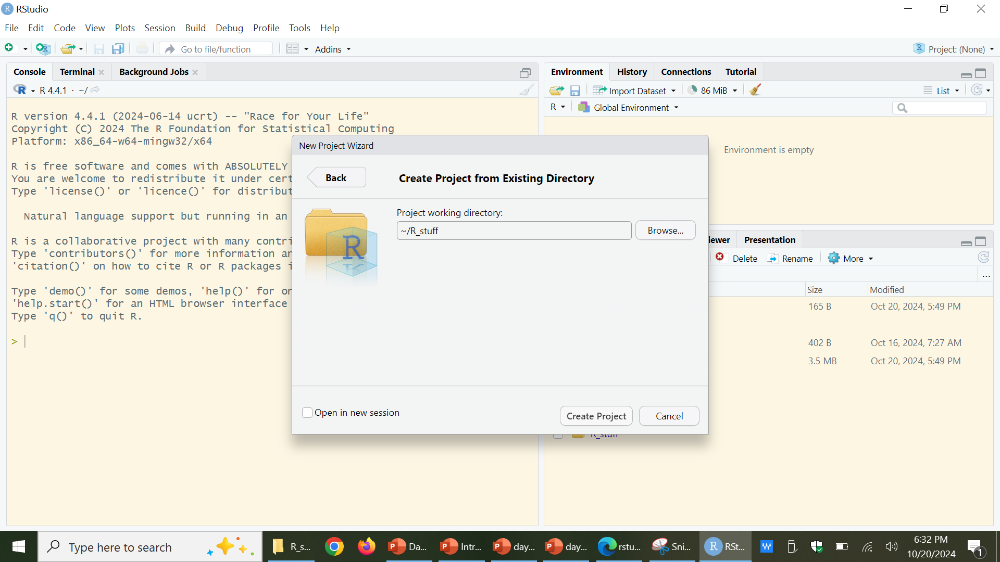 RStudio
File Edit Code View Plots Session Build Debug Profile Tools Help
Go to file/function Addins Project: (None)
Console Terminal Background Jobs
R 4.4.1 · ~/
R version 4.4.1 (2024-06-14 ucrt) -- "Race for Your Life"
Copyright (C) 2024 The R Foundation for Statistical Computing
Platform: x86_64-w64-mingw32/x64
R is free software and comes with ABSOLUTELY
You are welcome to redistribute it under cert
Type 'license()' or 'licence()' for distribut
Natural language support but running in an
R is a collaborative project with many contri
Type 'contributors()' for more information an
'citation()' on how to cite R or R packages i
Type 'demo()' for some demos, 'help()' for on
'help.start()' for an HTML browser interface
Type 'q()' to quit R.
>
New Project Wizard
Back
Create Project from Existing Directory
Project working directory:
~/R_stuff
Browse...
R
Open in new session
Create Project
Cancel
Environment History Connections Tutorial
Import Dataset 86 MiB List
R Global Environment
Environment is empty
iewer Presentation
Delete Rename More
...
Size Modified
165 B Oct 20, 2024, 5:49 PM
402 B Oct 16, 2024, 7:27 AM
3.5 MB Oct 20, 2024, 5:49 PM
R_stuff
Type here to search
R_s...
Da...
Intr...
day...
day...
rstu...
Sni...
RSt...
6:32 PM
10/20/2024
1